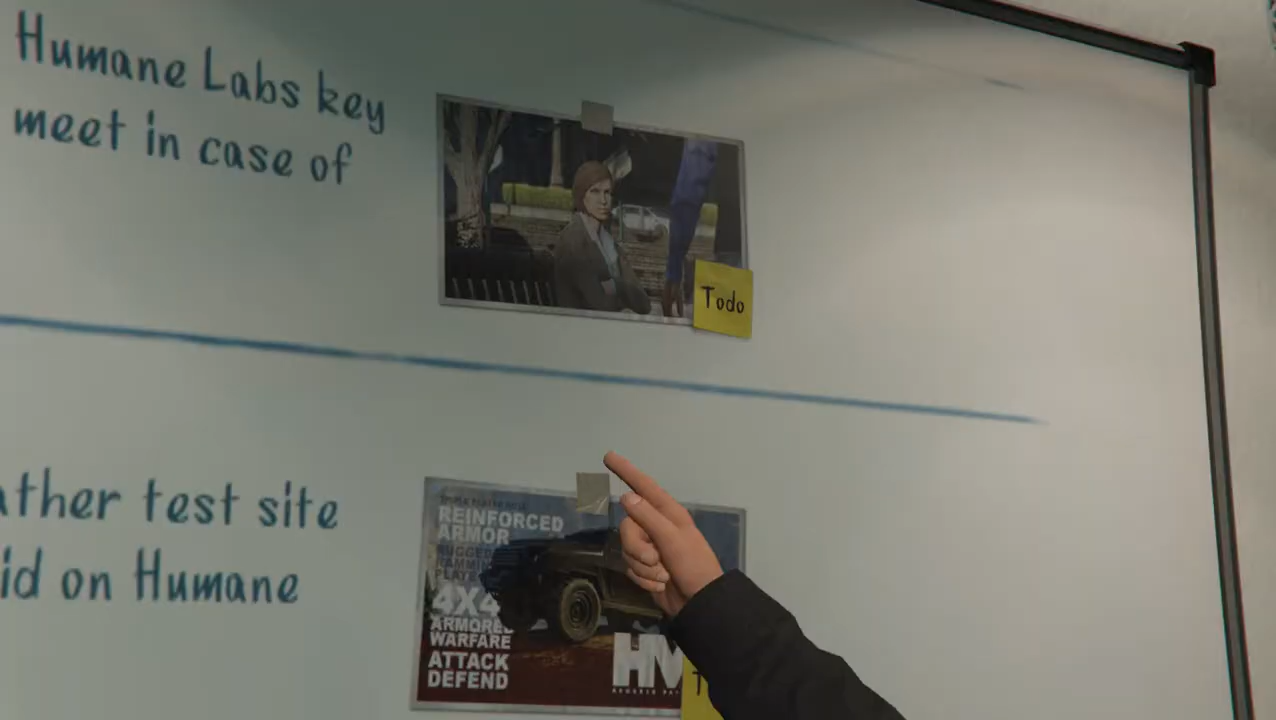 Humane Labs key
meet in case of
Todo
ather test site
id on Humane
REINFORCED
ARMOR
4X4
ARMORED
WARFARE
ATTACK
DEFEND